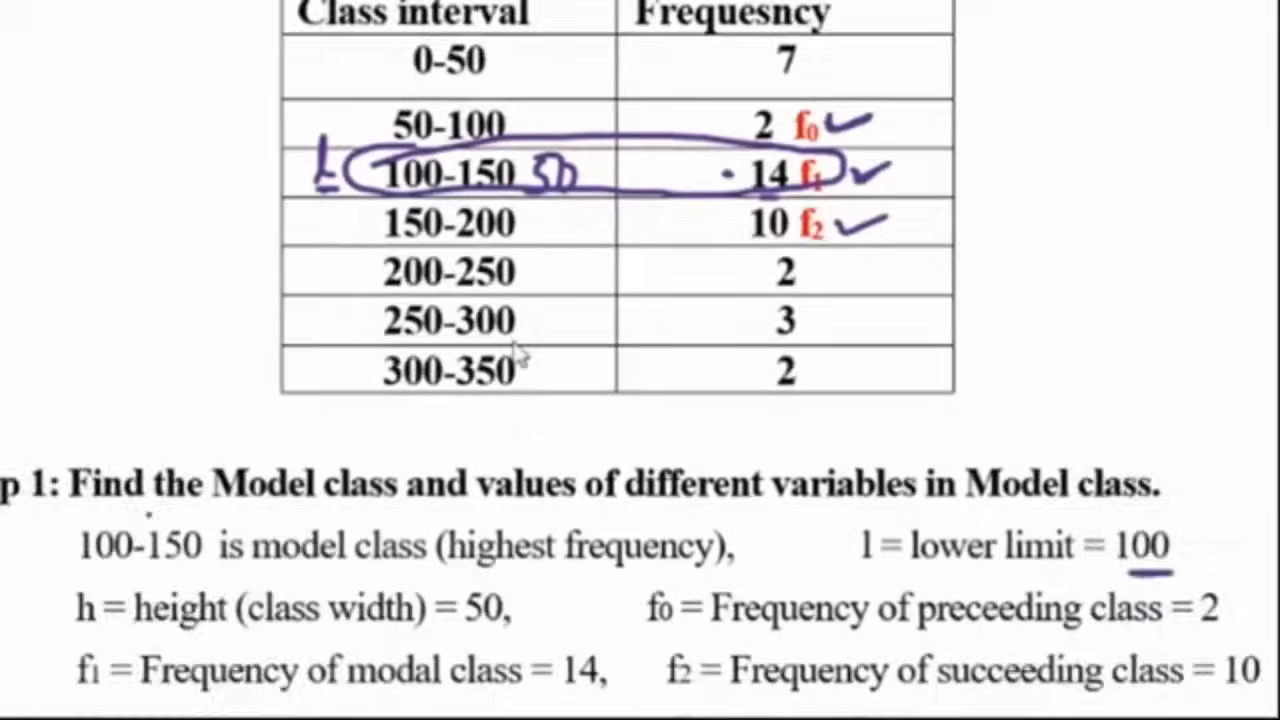 Class interval Frequesncy
0-50 7
50-100 2 f₀
100-150 50 14 f₁
150-200 10 f₂
200-250 2
250-300 3
300-350 2
p 1: Find the Model class and values of different variables in Model class.
100-150 is model class (highest frequency), l = lower limit = 100
h = height (class width) = 50, f₀ = Frequency of preceeding class = 2
f₁ = Frequency of modal class = 14, f₂ = Frequency of succeeding class = 10